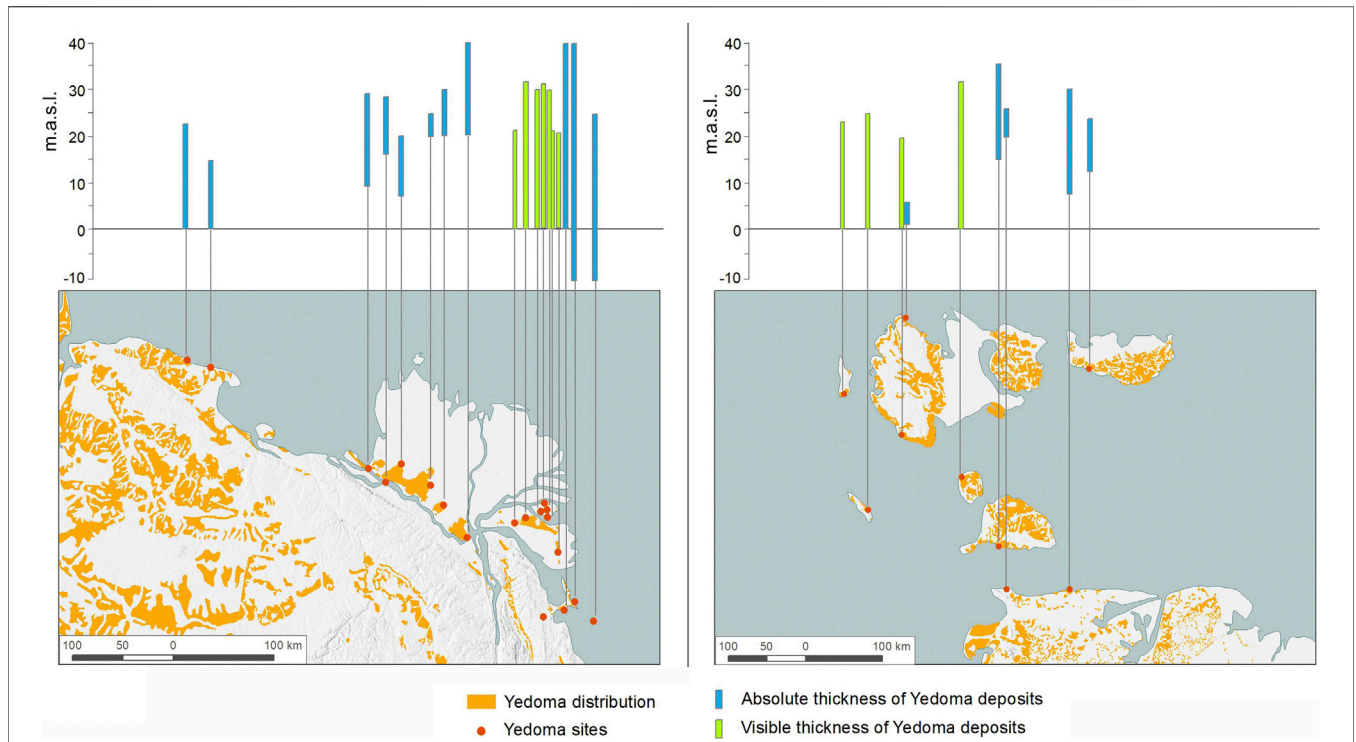 40
30
20
10
0
-10
m.a.s.l.
40
30
20
10
0
-10
m.a.s.l.
100 50 0 100 km
100 50 0 100 km
Yedoma distribution
Yedoma sites
Absolute thickness of Yedoma deposits
Visible thickness of Yedoma deposits